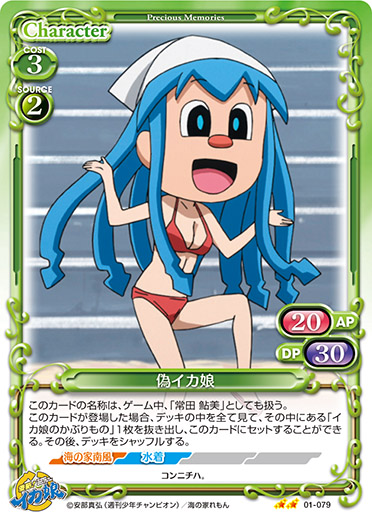 Precious Memories
Character
COST
3
SOURCE
2
20 AP
DP 30
偽イカ娘
このカードの名称は、ゲーム中、「常田 鮎美」としても扱う。
このカードが登場した場合、デッキの中を全て見て、その中にある「イ
カ娘のかぶりもの」1枚を抜き出し、このカードにセットすることができ
る。その後、デッキをシャッフルする。
海の家南風 水着
コンニチハ。
侵略!?
イカ娘
©安部真弘(週刊少年チャンピオン)/海の家れもん
01-079